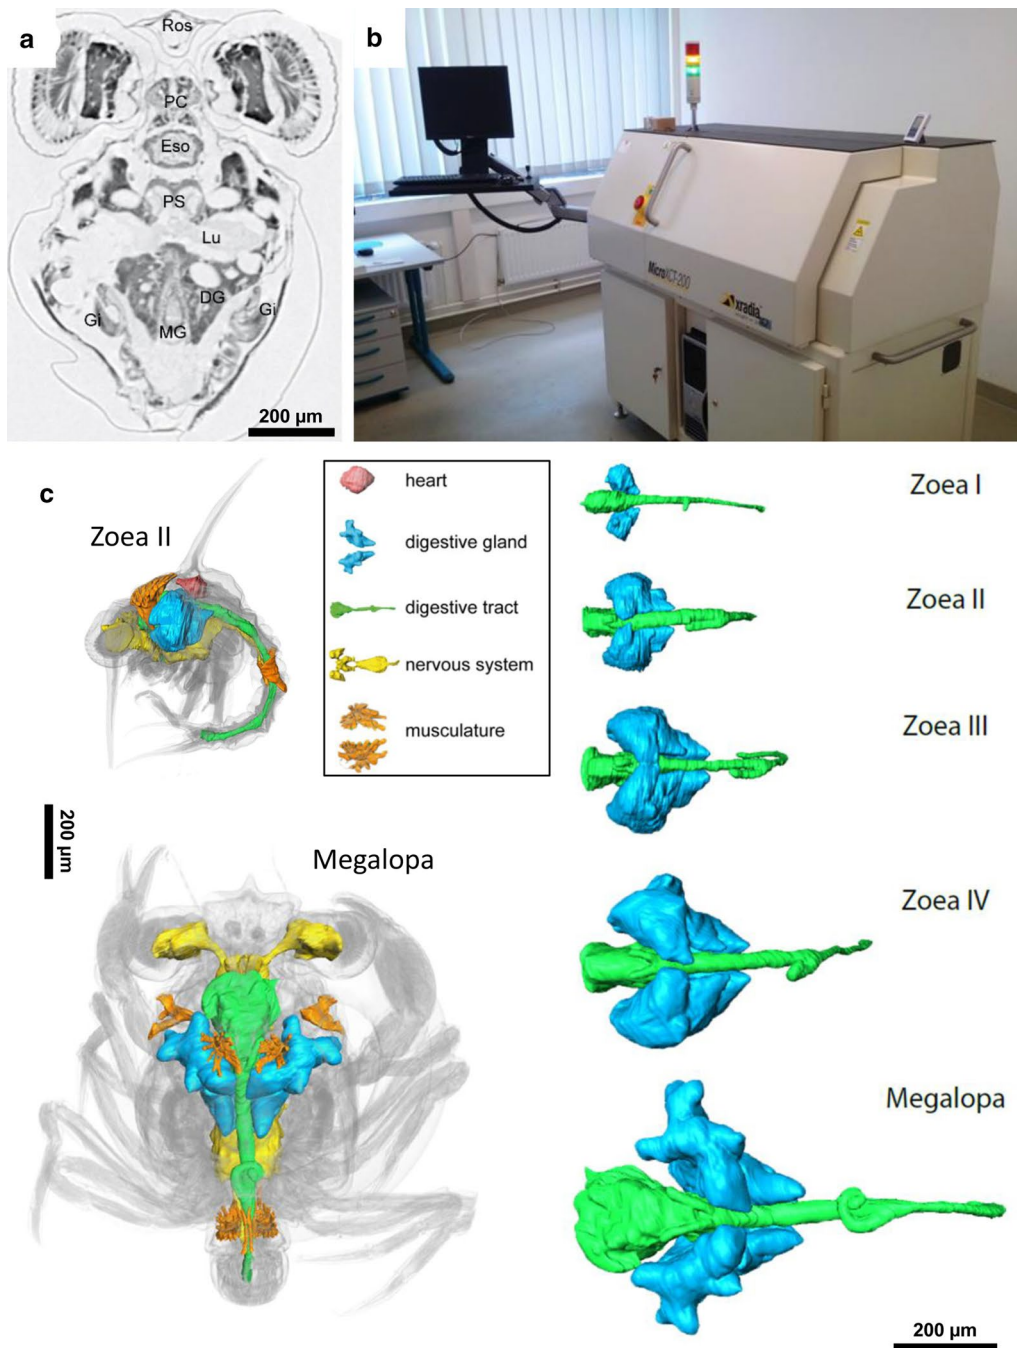 a
Ros
PC
Eso
PS
Lu
DG
Gi
Gi
MG
200 µm
b
MicroXCT-200
xradia
c
Zoea II
heart
digestive gland
digestive tract
nervous system
musculature
200 µm
Megalopa
Zoea I
Zoea II
Zoea III
Zoea IV
Megalopa
200 µm